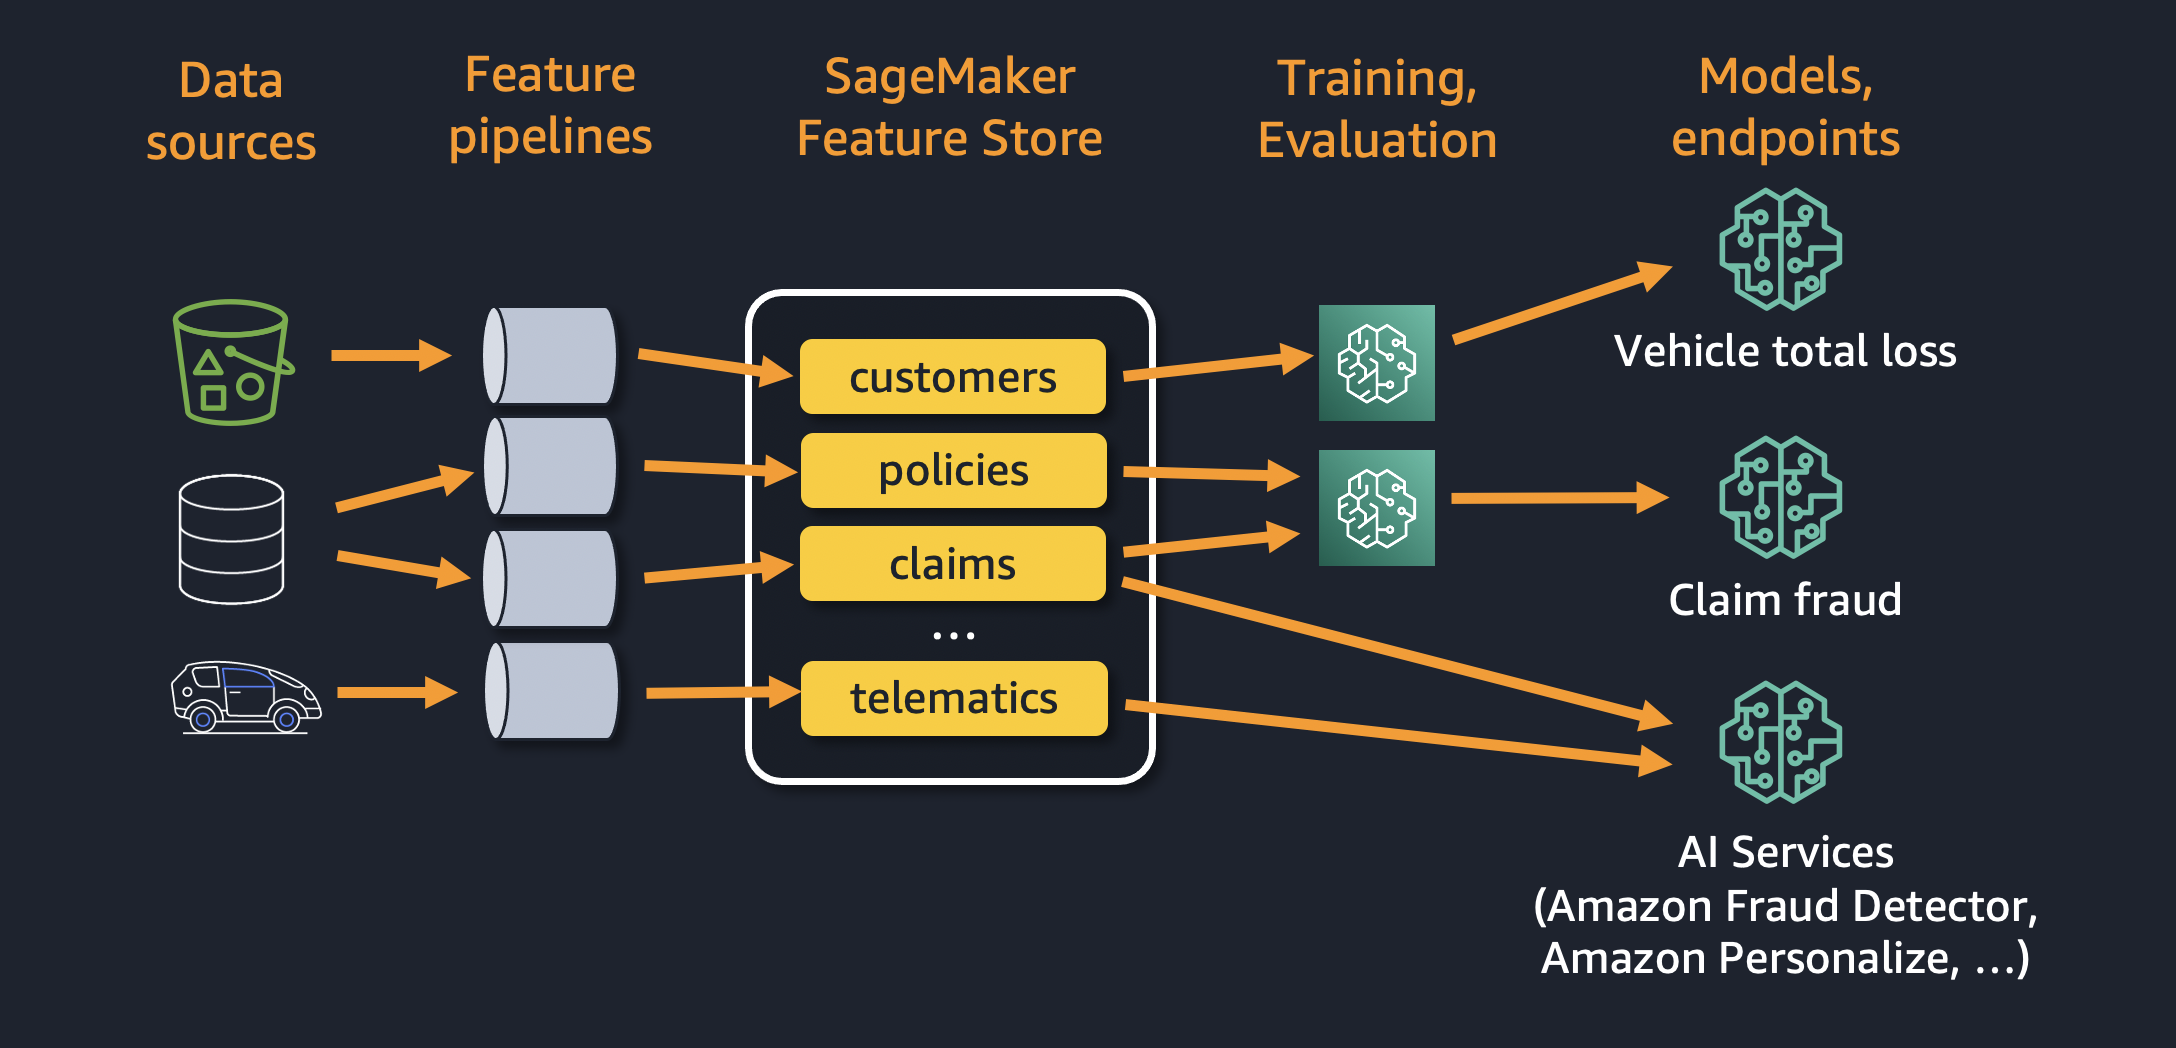 Data
sources
Feature
pipelines
SageMaker
Feature Store
Training,
Evaluation
Models,
endpoints
customers
policies
claims
...
telematics
Vehicle total loss
Claim fraud
AI Services
(Amazon Fraud Detector,
Amazon Personalize, ...)